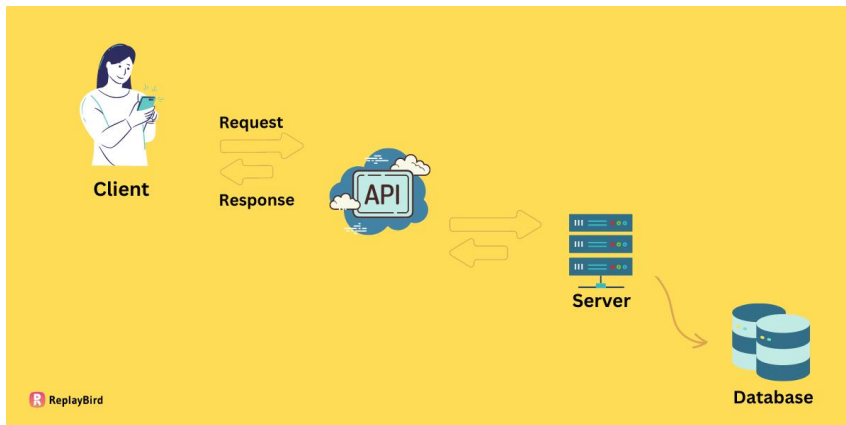 Request
Client
Response
API
Server
Database
ReplayBird